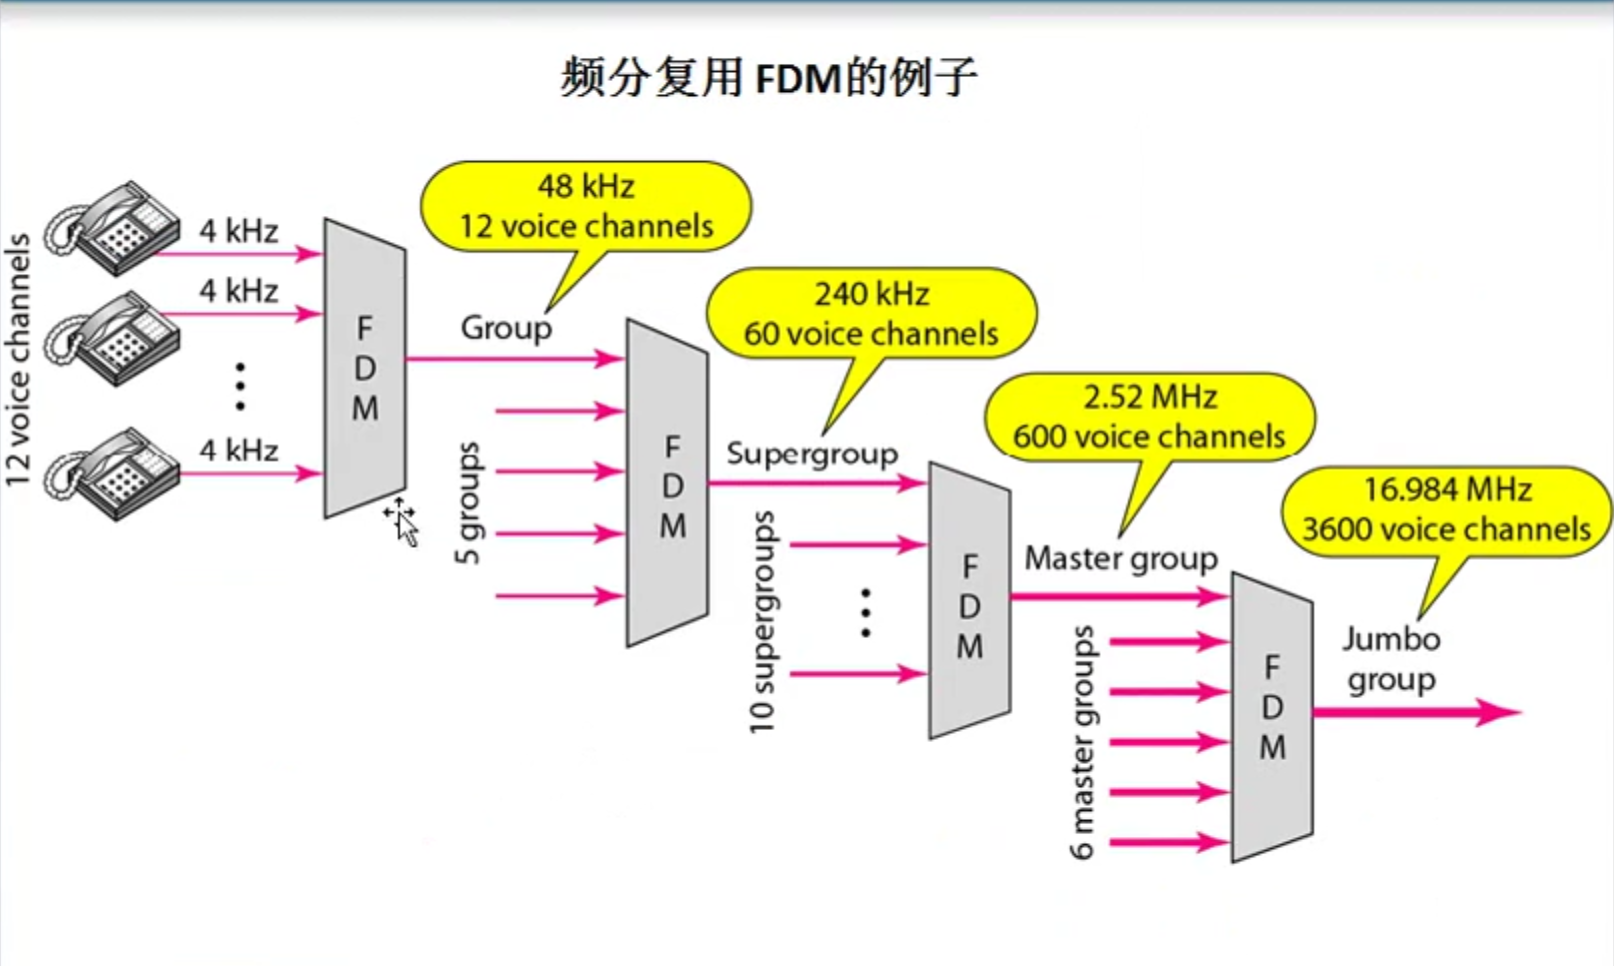 频分复用 FDM的例子
12 voice channels
4 kHz
4 kHz
4 kHz
F
D
M
48 kHz
12 voice channels
Group
5 groups
F
D
M
240 kHz
60 voice channels
Supergroup
10 supergroups
F
D
M
2.52 MHz
600 voice channels
Master group
6 master groups
F
D
M
16.984 MHz
3600 voice channels
Jumbo
group